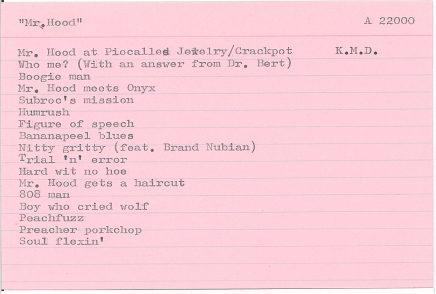 "Mr.Hood" A 22000
Mr. Hood at Piocalles Jewelry/Crackpot K.M.D.
Who me? (With an answer from Dr. Bert)
Boogie man
Mr. Hood meets Onyx
Subroc's mission
Humrush
Figure of speech
Bananapeel blues
Nitty gritty (feat. Brand Nubian)
Trial 'n' error
Hard wit no hoe
Mr. Hood gets a haircut
808 man
Boy who cried wolf
Peachfuzz
Preacher porkchop
Soul flexin'